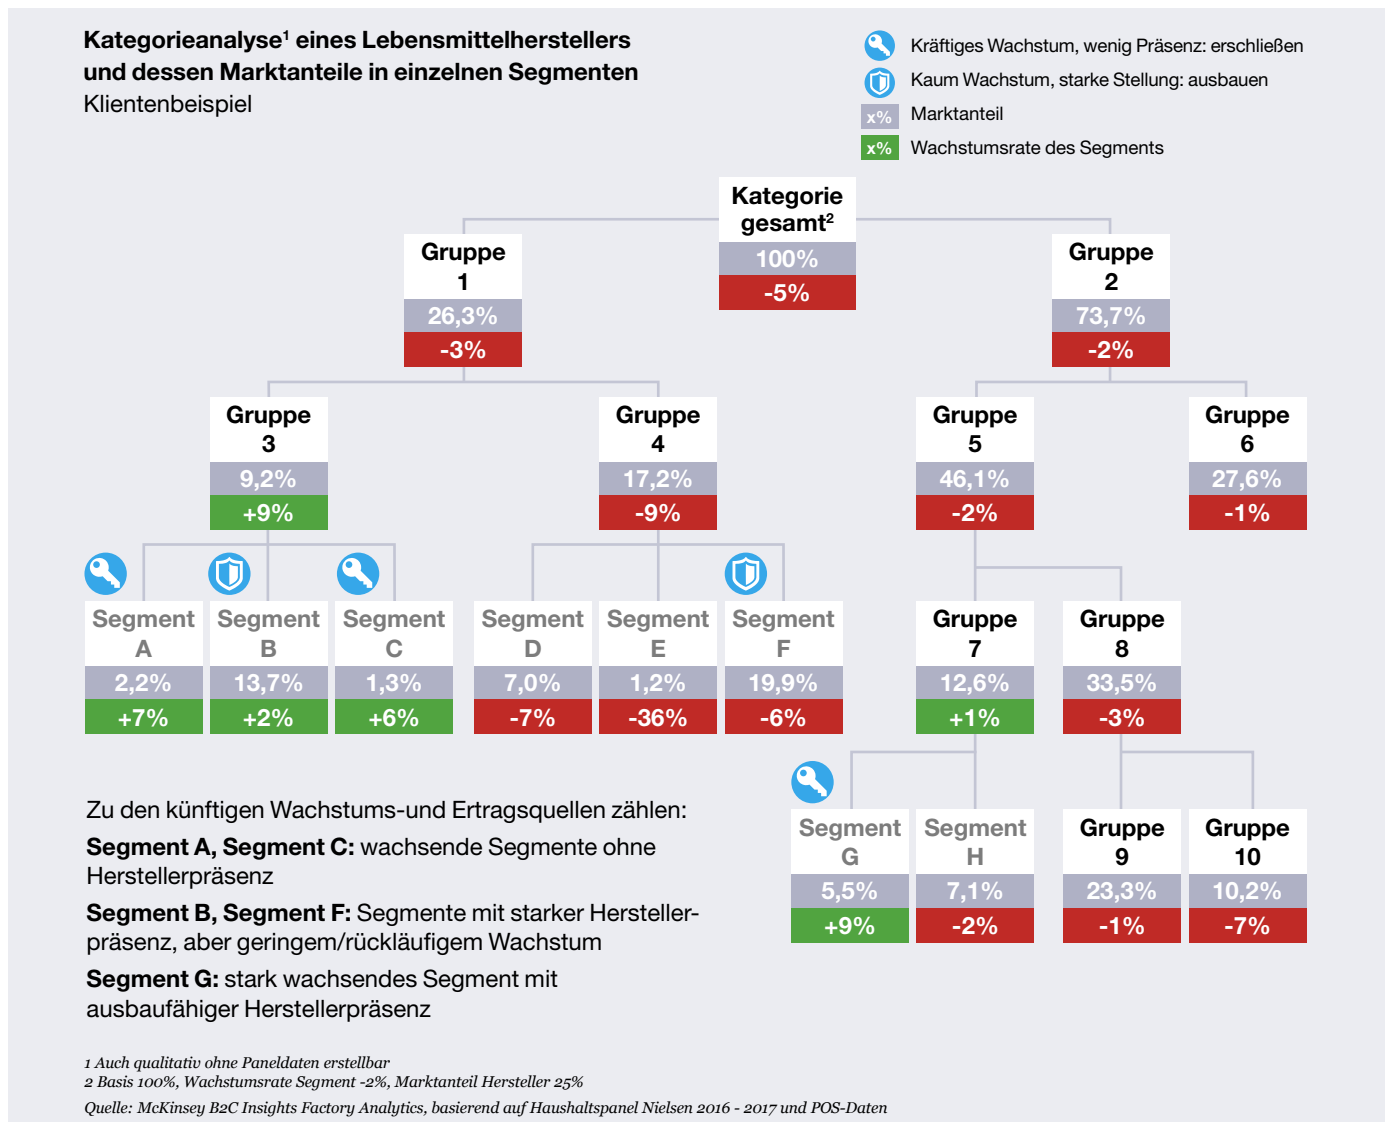 Kategorieanalyse¹ eines Lebensmittelherstellers
und dessen Marktanteile in einzelnen Segmenten
Klientenbeispiel
Kräftiges Wachstum, wenig Präsenz: erschließen
Kaum Wachstum, starke Stellung: ausbauen
x% Marktanteil
x% Wachstumsrate des Segments
Kategorie
gesamt²
100%
-5%
Gruppe
1
26,3%
-3%
Gruppe
2
73,7%
-2%
Gruppe
3
9,2%
+9%
Gruppe
4
17,2%
-9%
Gruppe
5
46,1%
-2%
Gruppe
6
27,6%
-1%
Segment
A
2,2%
+7%
Segment
B
13,7%
+2%
Segment
C
1,3%
+6%
Segment
D
7,0%
-7%
Segment
E
1,2%
-36%
Segment
F
19,9%
-6%
Gruppe
7
12,6%
+1%
Gruppe
8
33,5%
-3%
Segment
G
5,5%
+9%
Segment
H
7,1%
-2%
Gruppe
9
23,3%
-1%
Gruppe
10
10,2%
-7%
Zu den künftigen Wachstums-und Ertragsquellen zählen:
Segment A, Segment C: wachsende Segmente ohne
Herstellerpräsenz
Segment B, Segment F: Segmente mit starker Hersteller-
präsenz, aber geringem/rückläufigem Wachstum
Segment G: stark wachsendes Segment mit
ausbaufähiger Herstellerpräsenz
1 Auch qualitativ ohne Paneldaten erstellbar
2 Basis 100%, Wachstumsrate Segment -2%, Marktanteil Hersteller 25%
Quelle: McKinsey B2C Insights Factory Analytics, basierend auf Haushaltspanel Nielsen 2016 - 2017 und POS-Daten